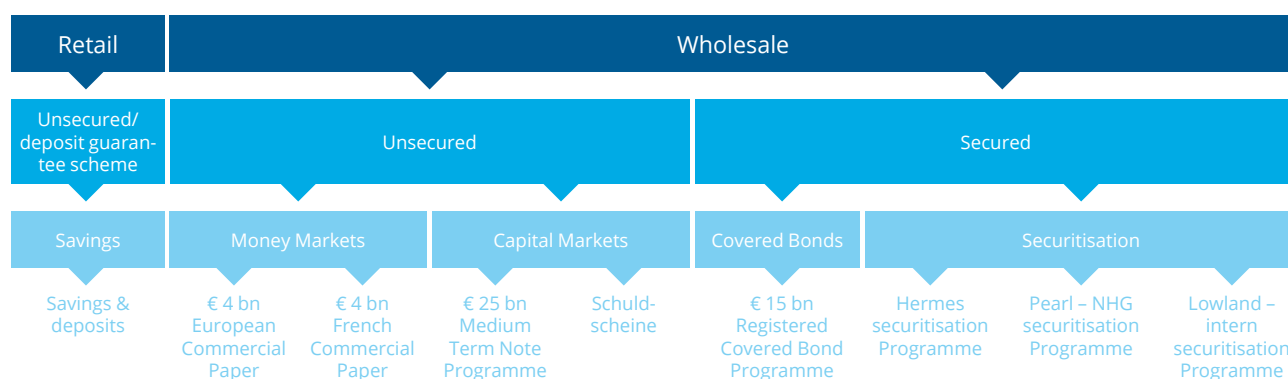 Retail
Wholesale
Unsecured/
deposit guaran-
tee scheme
Unsecured
Secured
Savings
Money Markets
Capital Markets
Covered Bonds
Securitisation
Savings &
deposits
€ 4 bn
European
Commercial
Paper
€ 4 bn
French
Commercial
Paper
€ 25 bn
Medium
Term Note
Programme
Schuld-
scheine
€ 15 bn
Registered
Covered Bond
Programme
Hermes
securitisation
Programme
Pearl – NHG
securitisation
Programme
Lowland –
intern
securitisation
Programme